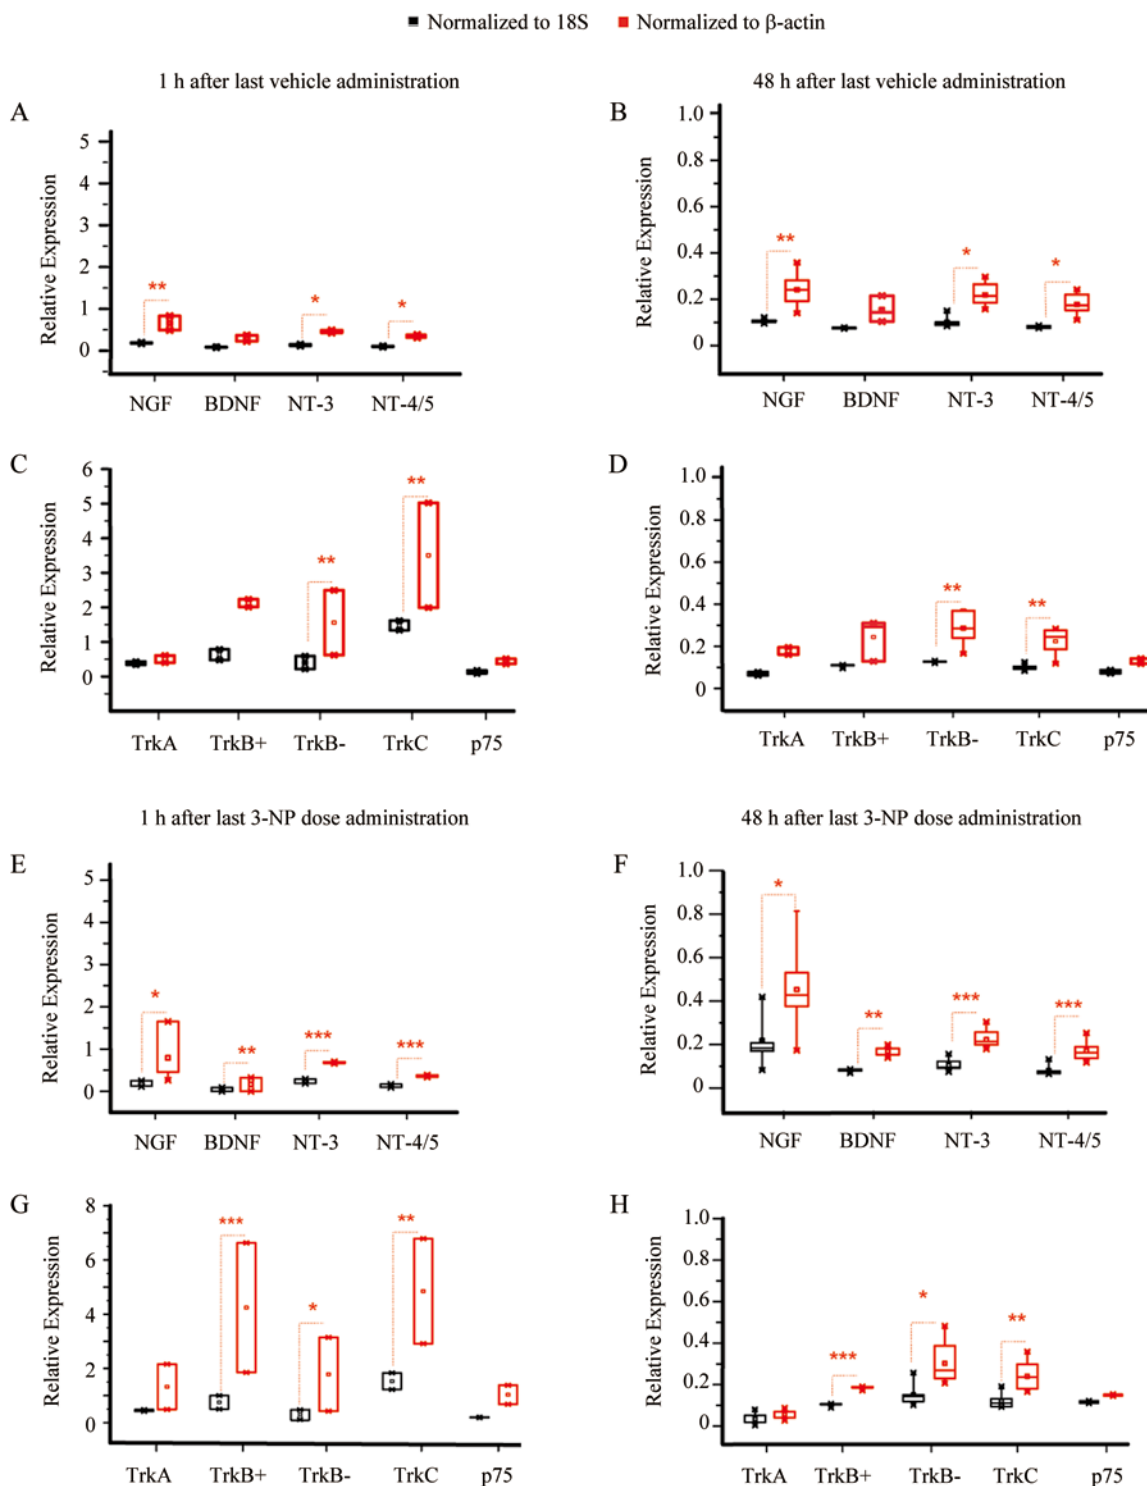 Normalized to 18S Normalized to β-actin
1 h after last vehicle administration
48 h after last vehicle administration
A
Relative Expression
5
4
3
2
1
0
** * *
NGF BDNF NT-3 NT-4/5
B
Relative Expression
1.0
0.8
0.6
0.4
0.2
0
** * *
NGF BDNF NT-3 NT-4/5
C
Relative Expression
6
5
4
3
2
1
0
** **
TrkA TrkB+ TrkB- TrkC p75
D
Relative Expression
1.0
0.8
0.6
0.4
0.2
0
** **
TrkA TrkB+ TrkB- TrkC p75
1 h after last 3-NP dose administration
48 h after last 3-NP dose administration
E
Relative Expression
5
4
3
2
1
0
* ** *** ***
NGF BDNF NT-3 NT-4/5
F
Relative Expression
1.0
0.8
0.6
0.4
0.2
0
* ** *** ***
NGF BDNF NT-3 NT-4/5
G
Relative Expression
8
6
4
2
0
*** * **
TrkA TrkB+ TrkB- TrkC p75
H
Relative Expression
1.0
0.8
0.6
0.4
0.2
0
*** * **
TrkA TrkB+ TrkB- TrkC p75